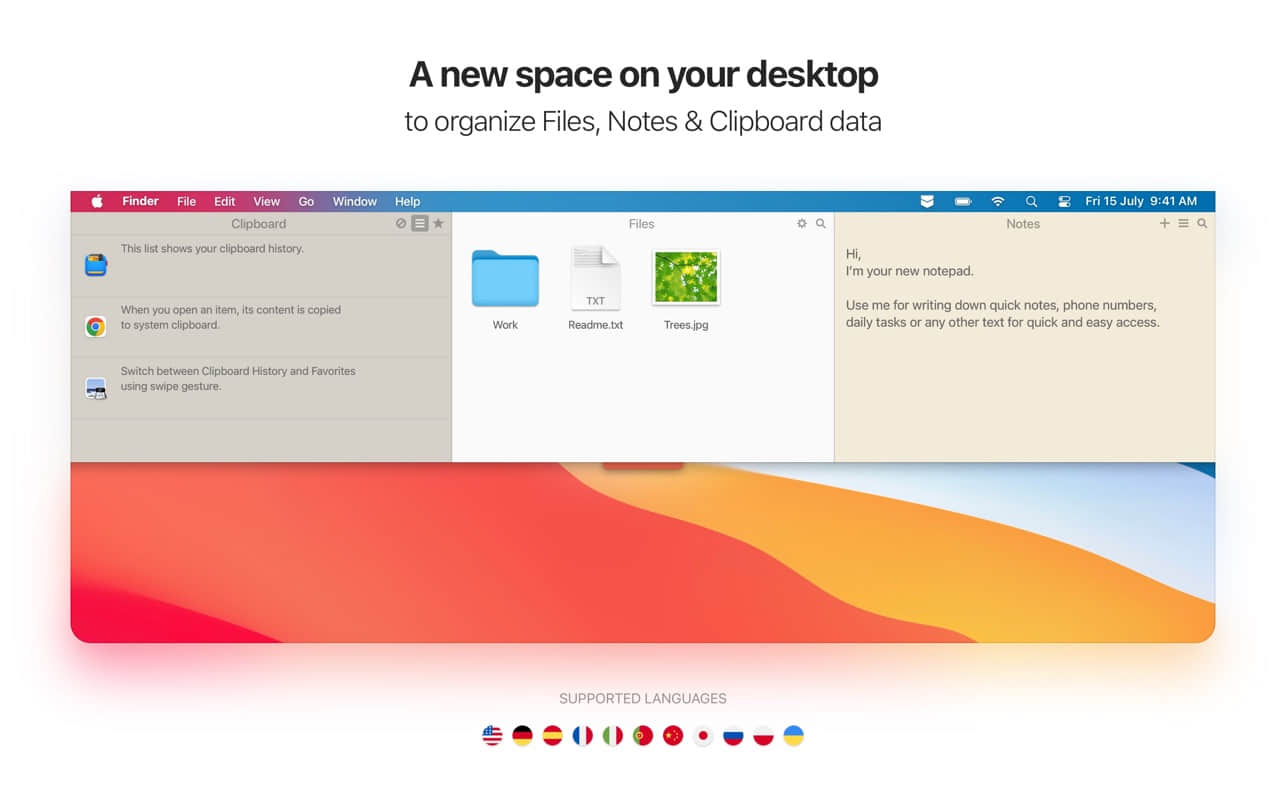 A new space on your desktop
to organize Files, Notes & Clipboard data
Finder File Edit View Go Window Help Fri 15 July 9:41 AM
Clipboard
This list shows your clipboard history.
When you open an item, its content is copied
to system clipboard.
Switch between Clipboard History and Favorites
using swipe gesture.
Files
TXT
Work
Readme.txt
Trees.jpg
Notes
Hi,
I'm your new notepad.
Use me for writing down quick notes, phone numbers,
daily tasks or any other text for quick and easy access.
SUPPORTED LANGUAGES